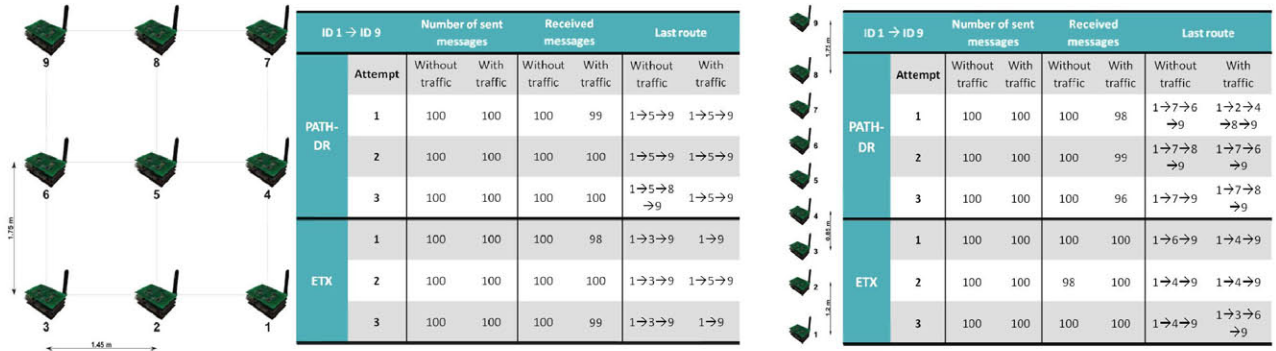 9 8 7
6 5 4
1.75 m
3 2 1
1.45 m
ID 1 → ID 9 Number of sent messages Received messages Last route
Attempt Without traffic With traffic Without traffic With traffic Without traffic With traffic
PATH-DR
1 100 100 100 99 1→5→9 1→5→9
2 100 100 100 100 1→5→9 1→5→9
3 100 100 100 100 1→5→8→9 1→5→9
ETX
1 100 100 100 98 1→3→9 1→9
2 100 100 100 100 1→3→9 1→5→9
3 100 100 100 99 1→3→9 1→9
9
1.71 m
8
7
6
5
4
3
2
1.2 m
1
ID 1 → ID 9 Number of sent messages Received messages Last route
Attempt Without traffic With traffic Without traffic With traffic Without traffic With traffic
PATH-DR
1 100 100 100 98 1→7→6→9 1→2→4→8→9
2 100 100 100 99 1→7→8→9 1→7→6→9
3 100 100 100 96 1→7→9 1→7→8→9
ETX
1 100 100 100 100 1→6→9 1→4→9
2 100 100 98 100 1→4→9 1→4→9
3 100 100 100 100 1→4→9 1→3→6→9